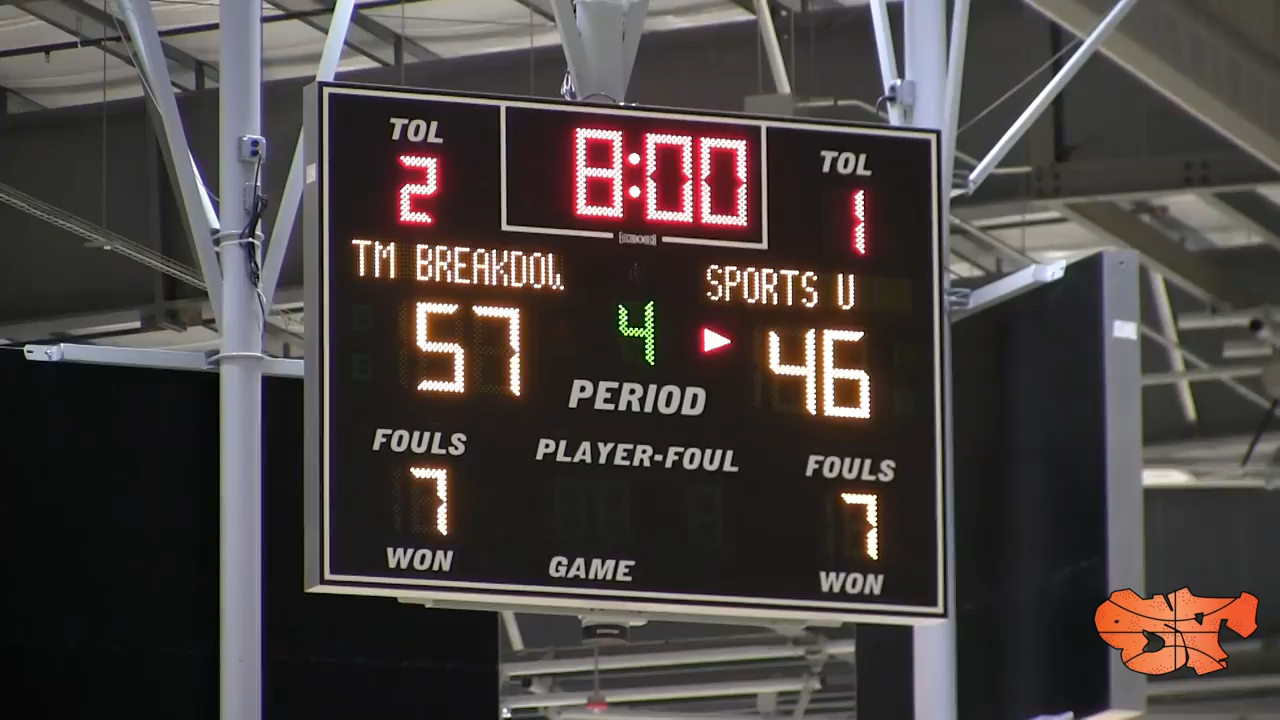 TOL 8:00 TOL
2 1
TM BREAKDOW SPORTS U
57 4 46
PERIOD
FOULS PLAYER-FOUL FOULS
7 7
WON GAME WON